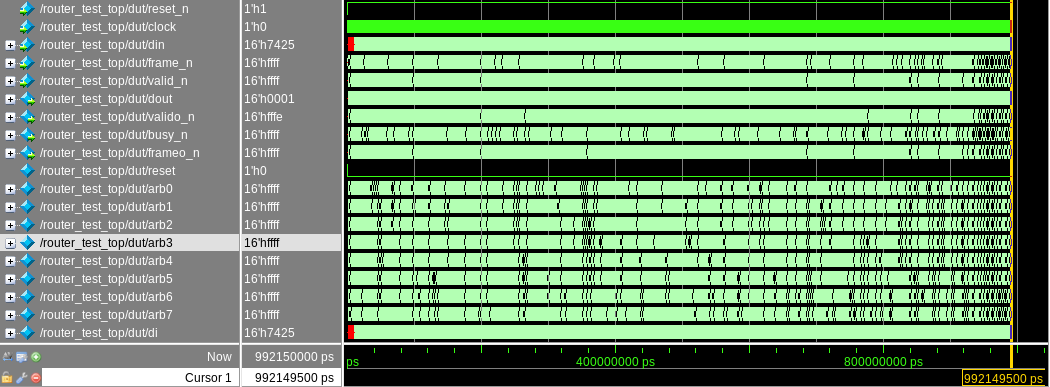 /router_test_top/dut/reset_n 1'h1
/router_test_top/dut/clock 1'h0
/router_test_top/dut/din 16'h7425
/router_test_top/dut/frame_n 16'hffff
/router_test_top/dut/valid_n 16'hffff
/router_test_top/dut/dout 16'h0001
/router_test_top/dut/valido_n 16'hfffe
/router_test_top/dut/busy_n 16'hffff
/router_test_top/dut/frameo_n 16'hffff
/router_test_top/dut/reset 1'h0
/router_test_top/dut/arb0 16'hffff
/router_test_top/dut/arb1 16'hffff
/router_test_top/dut/arb2 16'hffff
/router_test_top/dut/arb3 16'hffff
/router_test_top/dut/arb4 16'hffff
/router_test_top/dut/arb5 16'hffff
/router_test_top/dut/arb6 16'hffff
/router_test_top/dut/arb7 16'hffff
/router_test_top/dut/di 16'h7425
Now 992150000 ps ps 400000000 ps 800000000 ps
Cursor 1 992149500 ps 992149500 ps